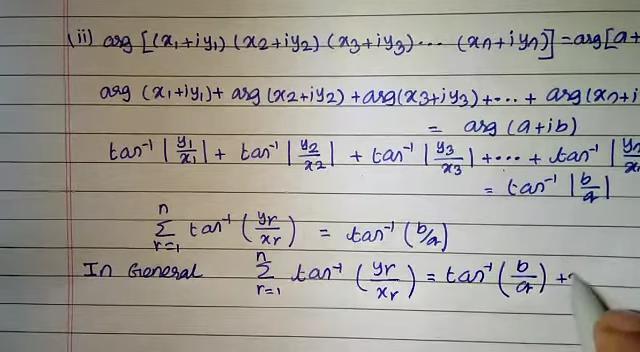 (ii) arg [(x1+iy1) (x2+iy2) (x3+iy3) ... (xn+iyn)] = arg[a+
arg (x1+iy1) + arg (x2+iy2) + arg(x3+iy3) + ... + arg(xn+i
= arg (a+ib)
tan⁻¹ |y1/x1| + tan⁻¹ |y2/x2| + tan⁻¹ |y3/x3| + ... + tan⁻¹ |yn/x
= tan⁻¹ |b/a|
n Σ r=1 tan⁻¹ (yr/xr) = tan⁻¹ (b/a)
In General n Σ r=1 tan⁻¹ (yr/xr) = tan⁻¹ (b/a) +